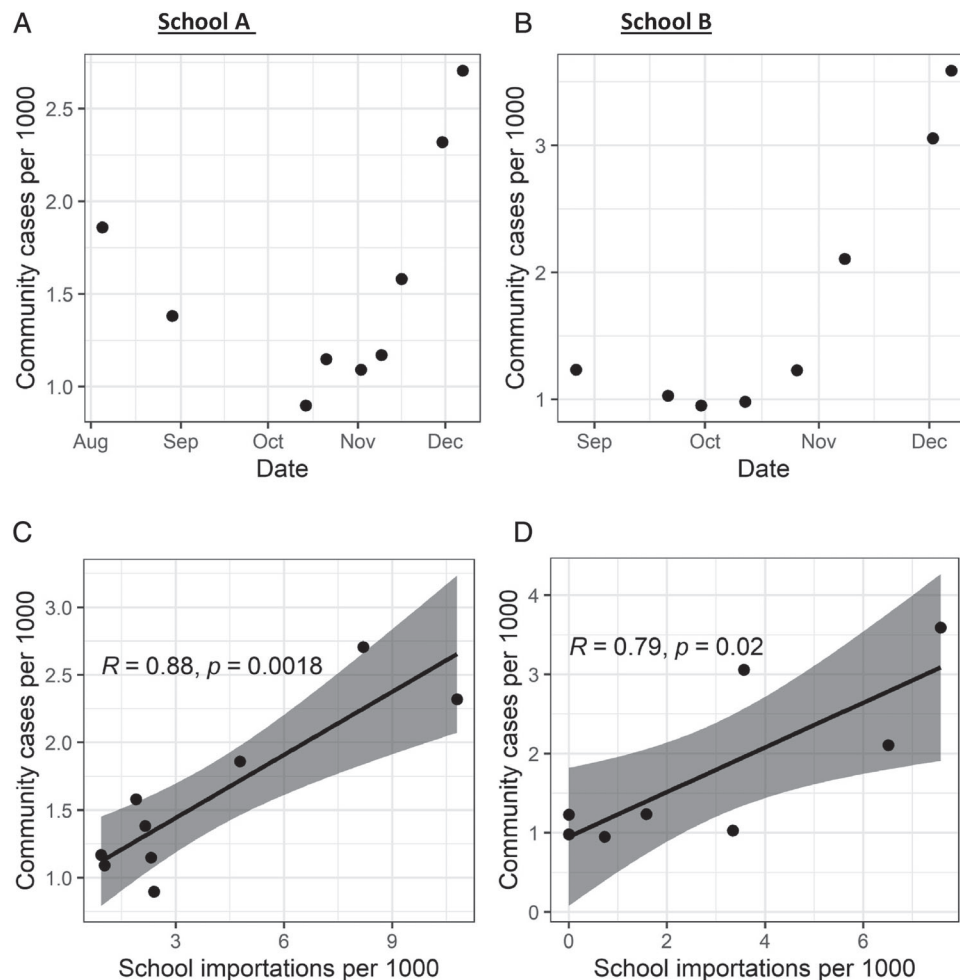 A
School A
B
School B
Community cases per 1000
2.5
2.0
1.5
1.0
Aug
Sep
Oct
Nov
Dec
Date
Community cases per 1000
3
2
1
Sep
Oct
Nov
Dec
Date
C
Community cases per 1000
3.0
2.5
2.0
1.5
1.0
R = 0.88, p = 0.0018
3
6
9
School importations per 1000
D
Community cases per 1000
4
3
2
1
0
R = 0.79, p = 0.02
0
2
4
6
School importations per 1000